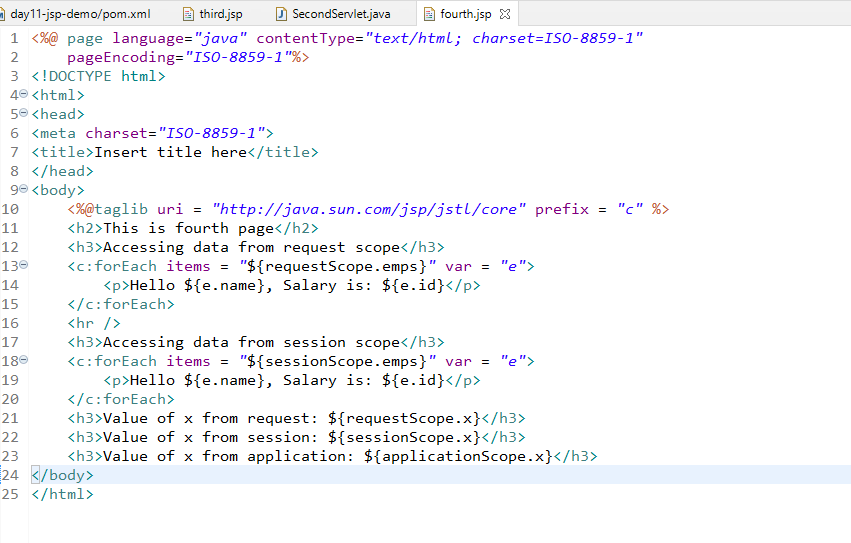 day11-jsp-demo/pom.xml third.jsp SecondServlet.java fourth.jsp
1 <%@ page language="java" contentType="text/html; charset=ISO-8859-1"
2     pageEncoding="ISO-8859-1"%>
3 <!DOCTYPE html>
4 <html>
5 <head>
6 <meta charset="ISO-8859-1">
7 <title>Insert title here</title>
8 </head>
9 <body>
10     <%@taglib uri = "http://java.sun.com/jsp/jstl/core" prefix = "c" %>
11     <h2>This is fourth page</h2>
12     <h3>Accessing data from request scope</h3>
13     <c:forEach items = "${requestScope.emps}" var = "e">
14         <p>Hello ${e.name}, Salary is: ${e.id}</p>
15     </c:forEach>
16     <hr />
17     <h3>Accessing data from session scope</h3>
18     <c:forEach items = "${sessionScope.emps}" var = "e">
19         <p>Hello ${e.name}, Salary is: ${e.id}</p>
20     </c:forEach>
21     <h3>Value of x from request: ${requestScope.x}</h3>
22     <h3>Value of x from session: ${sessionScope.x}</h3>
23     <h3>Value of x from application: ${applicationScope.x}</h3>
24 </body>
25 </html>